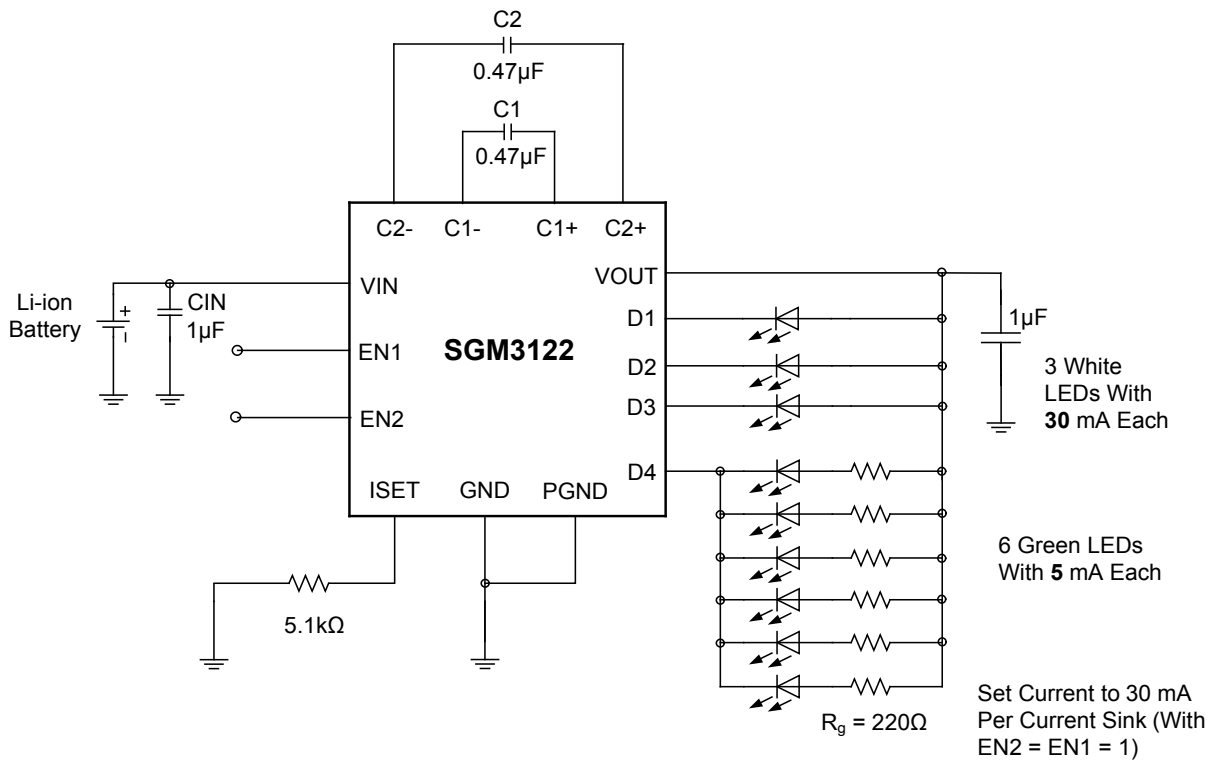 C2
0.47µF
C1
0.47µF
C2-
C1-
C1+
C2+
VIN
VOUT
Li-ion
Battery
+
–
CIN
1µF
EN1
EN2
SGM3122
D1
D2
D3
D4
1µF
3 White
LEDs With
30 mA Each
ISET
GND
PGND
6 Green LEDs
With 5 mA Each
5.1kΩ
Rg = 220Ω
Set Current to 30 mA
Per Current Sink (With
EN2 = EN1 = 1)